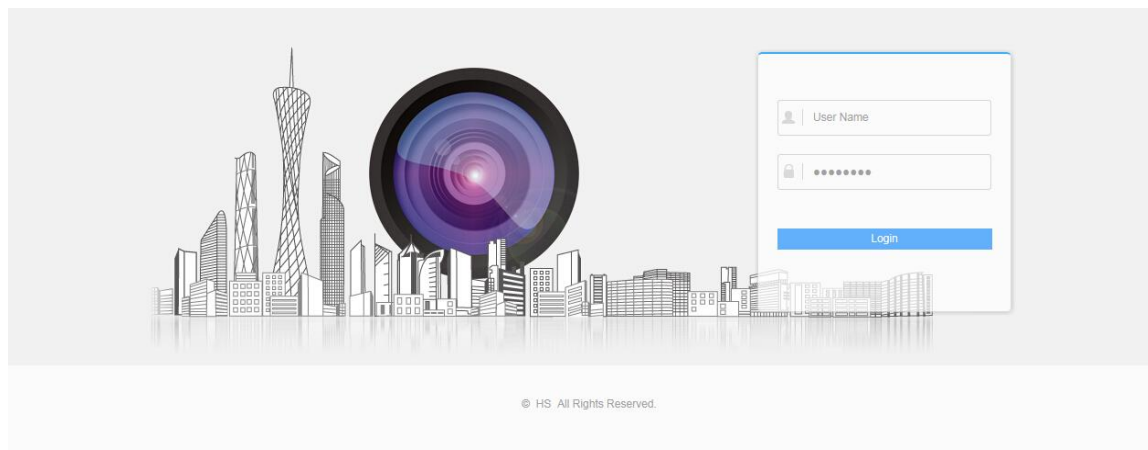 User Name
●●●●●●●●
Login
© HS All Rights Reserved.